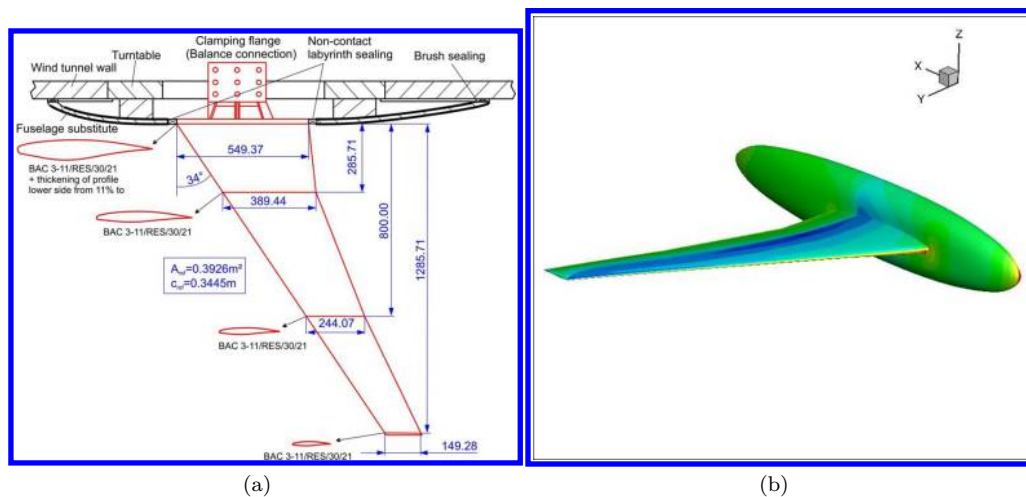 Clamping flange
(Balance connection)
Non-contact
labyrinth sealing
Brush sealing
Turntable
Wind tunnel wall
Fuselage substitute
BAC 3-11/RES/30/21
+ thickening of profile
lower side from 11% to
549.37
34°
285.71
389.44
BAC 3-11/RES/30/21
800.00
1285.71
A_ref=0.3926m²
c_ref=0.3445m
244.07
BAC 3-11/RES/30/21
BAC 3-11/RES/30/21
149.28
Z
X
Y
(a)
(b)